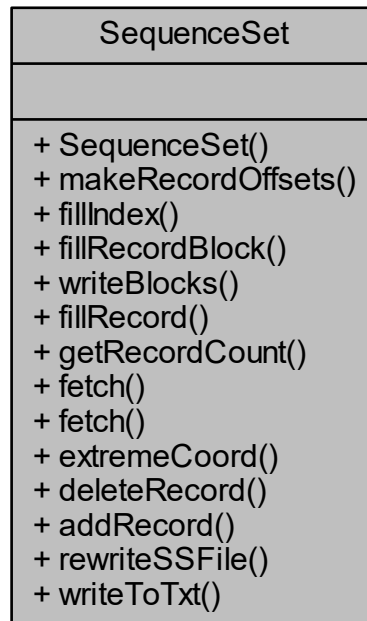 SequenceSet
+ SequenceSet()
+ makeRecordOffsets()
+ fillIndex()
+ fillRecordBlock()
+ writeBlocks()
+ fillRecord()
+ getRecordCount()
+ fetch()
+ fetch()
+ extremeCoord()
+ deleteRecord()
+ addRecord()
+ rewriteSSFile()
+ writeToTxt()